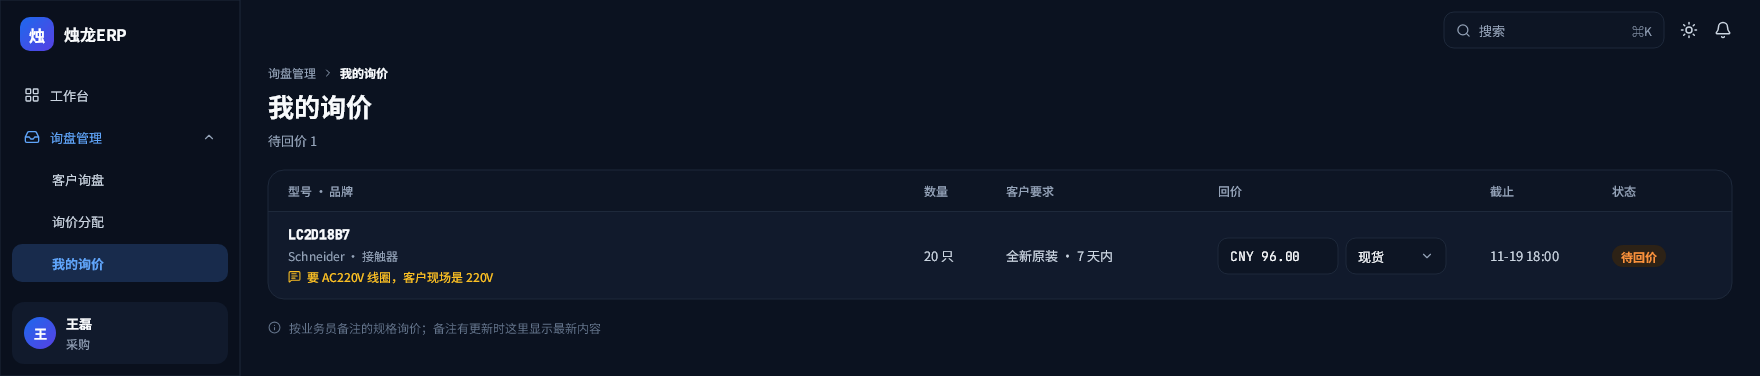 烛 烛龙ERP
搜索 ⌘K
工作台
询盘管理
客户询盘
询价分配
我的询价
王 王磊
采购
询盘管理 > 我的询价
我的询价
待回价 1
型号 · 品牌 数量 客户要求 回价 截止 状态
LC2D18B7
Schneider · 接触器
要 AC220V 线圈，客户现场是 220V
20 只 全新原装 · 7 天内 CNY 96.00 现货 11-19 18:00 待回价
按业务员备注的规格询价；备注有更新时这里显示最新内容